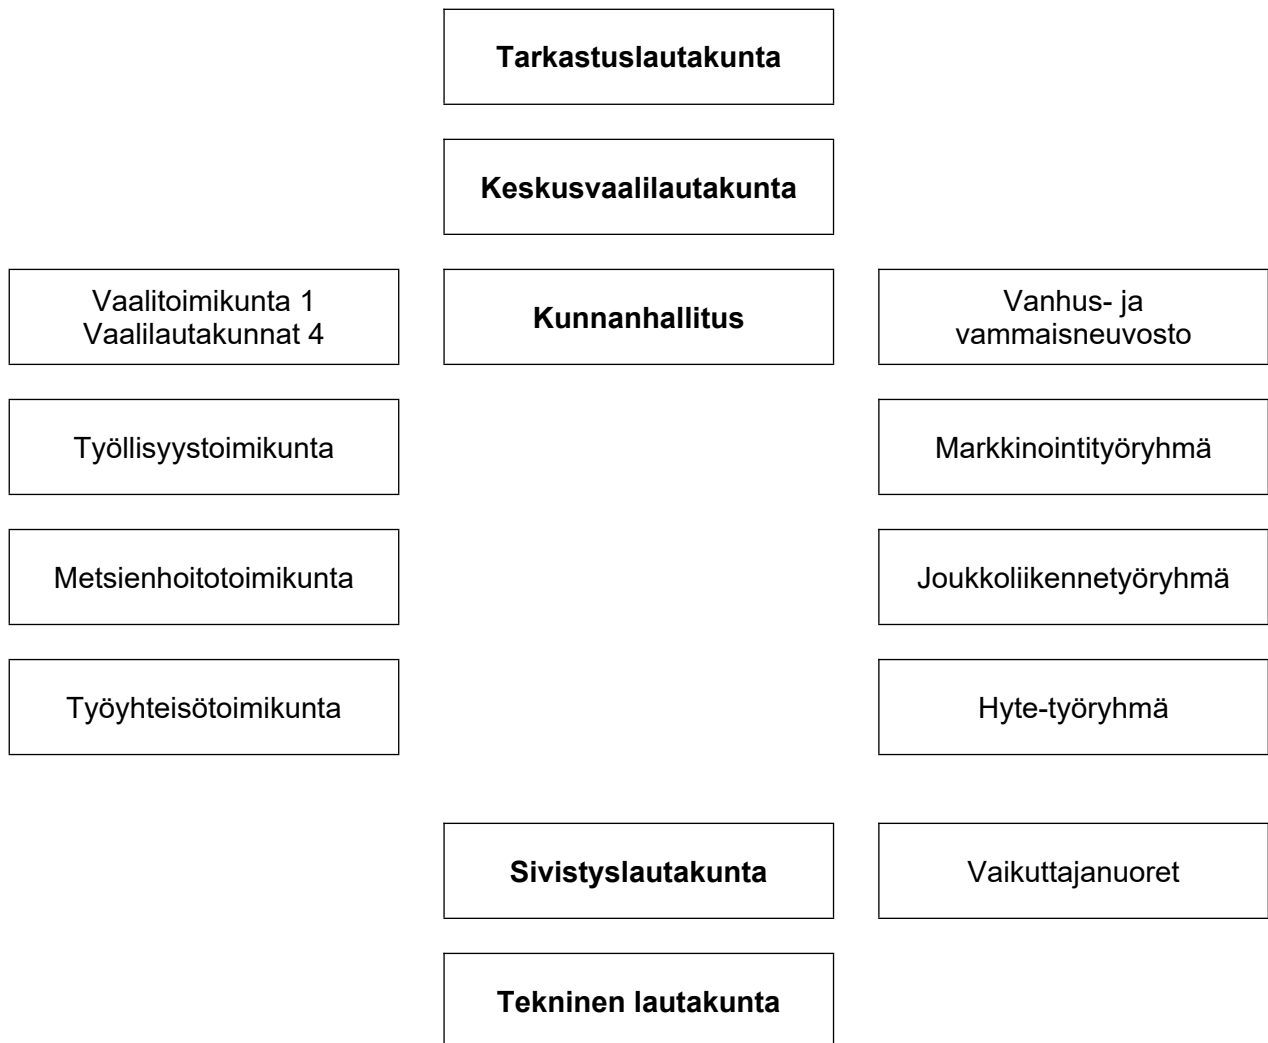 Tarkastuslautakunta
Keskusvaalilautakunta
Vaalitoimikunta 1
Vaalilautakunnat 4
Kunnanhallitus
Vanhus- ja
vammaisneuvosto
Työllisyystoimikunta
Markkinointityöryhmä
Metsienhoitotoimikunta
Joukkoliikennetyöryhmä
Työyhteisötoimikunta
Hyte-työryhmä
Sivistyslautakunta
Vaikuttajanuoret
Tekninen lautakunta